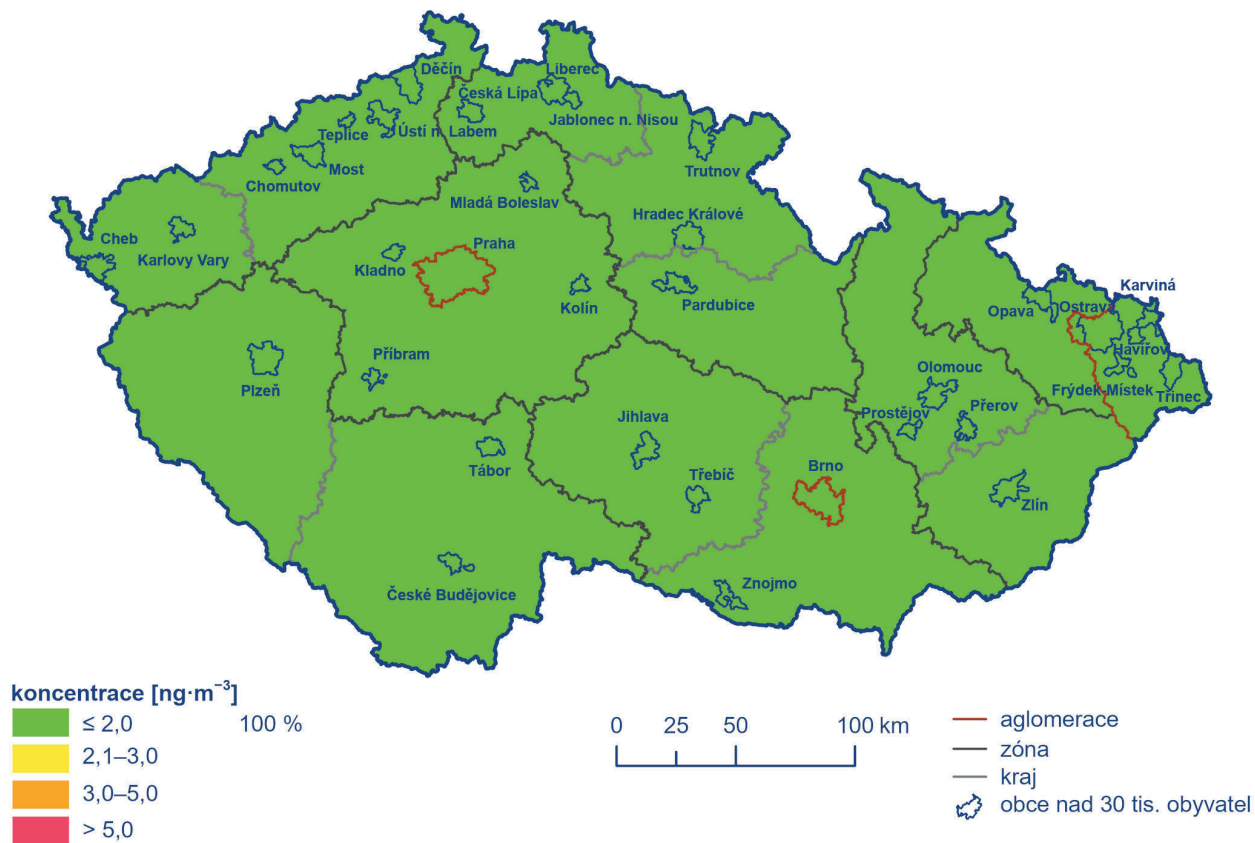 Děčín
Liberec
Česká Lípa
Teplice
Ústí n. Labem
Jablonec n. Nisou
Most
Trutnov
Chomutov
Mladá Boleslav
Hradec Králové
Cheb
Praha
Karlovy Vary
Kladno
Karviná
Kolín
Pardubice
Opava
Ostrava
Příbram
Havířov
Plzeň
Olomouc
Frýdek-Místek
Třinec
Prostějov
Přerov
Jihlava
Tábor
Třebíč
Brno
Zlín
Znojmo
České Budějovice
koncentrace [ng·m⁻³]
≤ 2,0 100 %
2,1–3,0
3,0–5,0
> 5,0
0 25 50 100 km
aglomerace
zóna
kraj
obce nad 30 tis. obyvatel